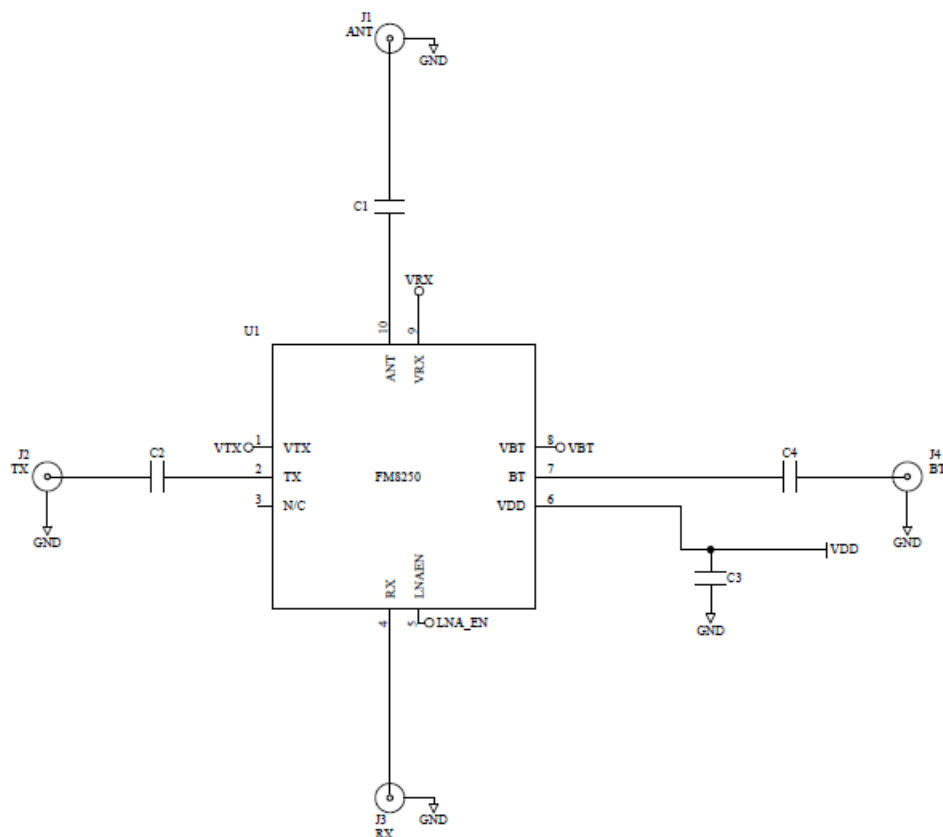 J1
ANT
GND
C1
VRX
U1
10
9
ANT
VRX
VTX
1
VTX
VBT
8
VBT
J2
TX
C2
2
TX
FM8250
BT
7
C4
J4
BT
3
N/C
VDD
6
GND
GND
VDD
C3
RX
LNAEN
GND
4
5
LNA_EN
J3
RX
GND